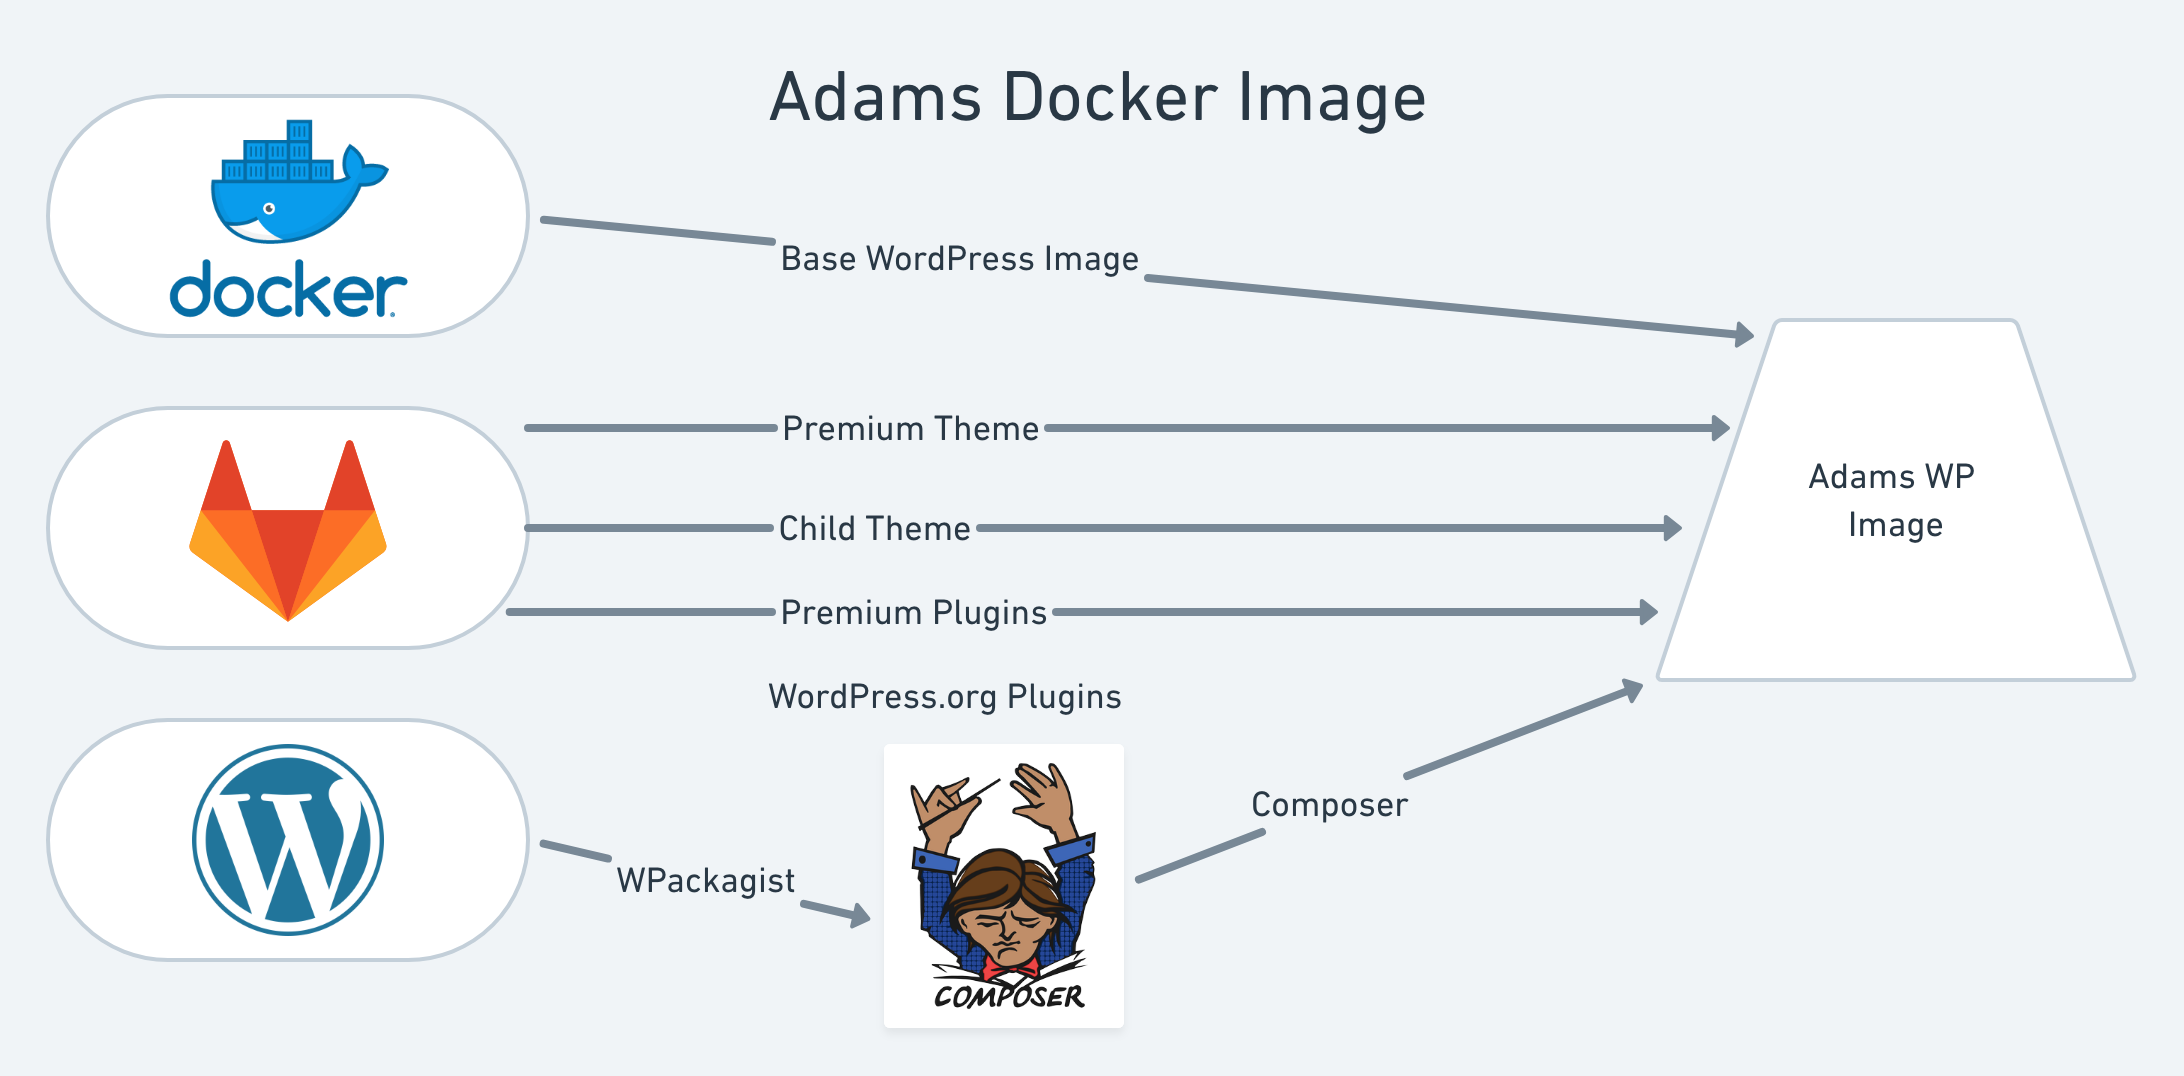 Adams Docker Image
docker
Base WordPress Image
Premium Theme
Child Theme
Premium Plugins
Adams WP
Image
WordPress.org Plugins
WPackagist
COMPOSER
Composer